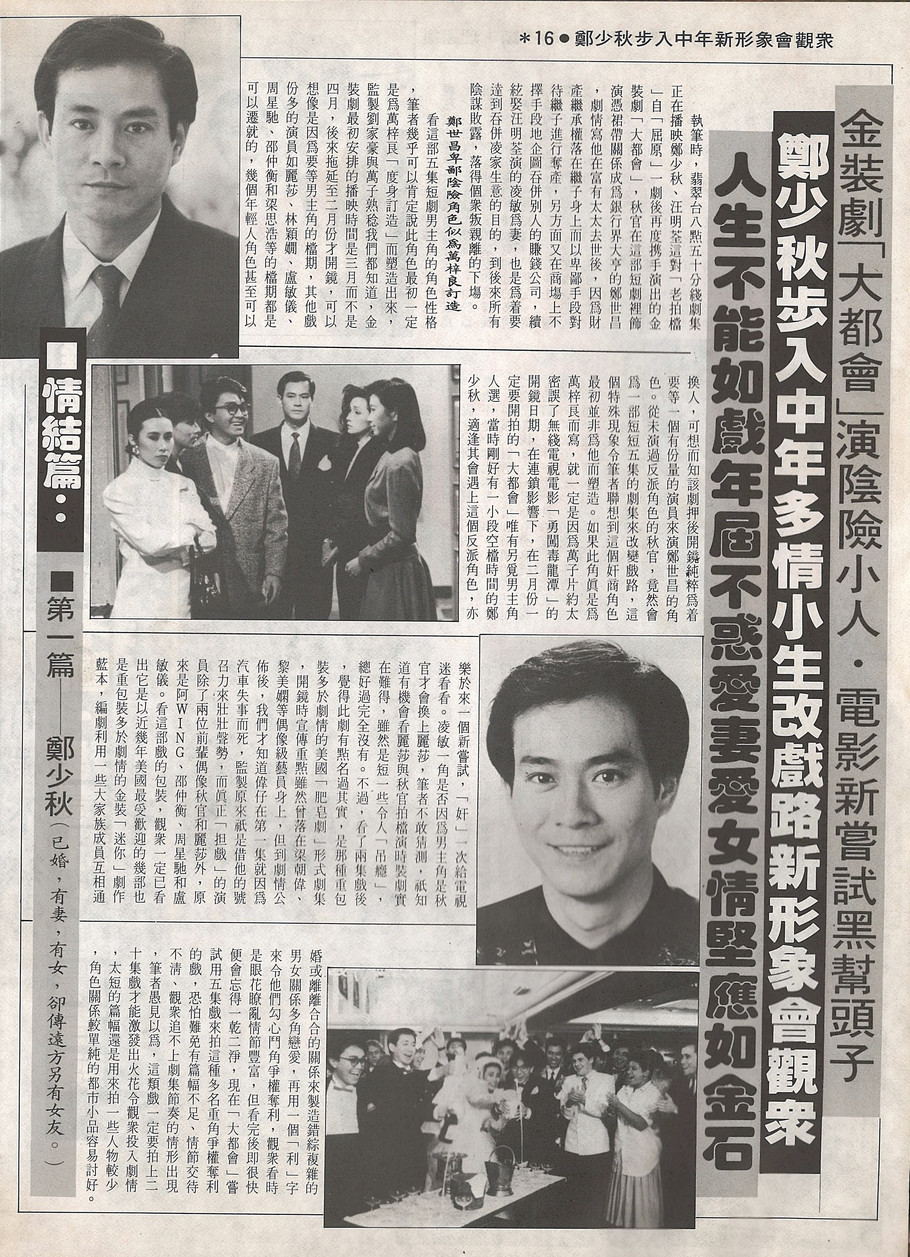 ＊16●鄭少秋步入中年新形象會觀衆
金裝劇「大都會」演陰險小人．電影新嘗試黑幫頭子
鄭少秋步入中年多情小生改戲路新形象會觀衆
人生不能如戲年屆不惑愛妻愛女情堅應如金石
執筆時，翡翠台八點五十分綫劇集
正在播映鄭少秋、汪明荃這對「老拍檔
」自「屈原」一劇後再度携手演出的金
裝劇「大都會」，秋官在這部短劇裡飾
演憑裙帶關係成爲銀行界大亨的鄭世昌
，劇情寫他在富有太太去世後，因爲財
產繼承權落在繼子身上而以卑鄙手段對
待繼子進行奪產，另方面又在商場上不
擇手段地企圖吞併別人的賺錢公司，續
絃娶汪明荃演的凌敏爲妻，也是爲着要
達到吞併凌家生意的目的，到後來所有
陰謀敗露，落得個衆叛親離的下塲。
鄭世昌卑鄙陰險角色似爲萬梓良訂造
看這部五集短劇男主角的角色性格
，筆者幾乎可以肯定說此角色最初一定
是爲萬梓良「度身訂造」而塑造出來，
監製劉家豪與萬子熟稔我們都知道，金
裝劇最初安排的播映時間是三月而不是
四月，後來拖延至二月份才開鏡，可以
想像是因爲要等男主角的檔期，其他戲
份多的演員如麗莎、林穎嫺、盧敏儀、
周星馳、邵仲衡和梁思浩等的檔期都是
可以遷就的，幾個年輕人角色甚至可以
換人，可想而知該劇押後開鏡純粹爲着
要等一個有份量的演員來演鄭世昌的角
色。從未演過反派角色的秋官，竟然會
爲一部短短五集的劇集來改變戲路，這
個特殊現象令筆者聯想到這個奸商角色
最初並非爲他而塑造。如果此角眞是爲
萬梓良而寫，就一定是因爲萬子片約太
密誤了無綫電視電影「勇闖毒龍潭」的
開鏡日期，在連鎖影響下，在二月份一
定要開拍的「大都會」唯有另覓男主角
人選，當時剛好有一小段空檔時間的鄭
少秋，適逢其會遇上這個反派角色，亦
樂於來一個新嘗試，「奸」一次給電視
迷看看。凌敏一角是否因爲男主角是秋
官才會換上麗莎，筆者不敢猜測，祇知
道有機會看麗莎與秋官拍檔演時裝劇實
在難得，雖然是短一些令人「吊癮」，
總好過完全沒有。不過，看了兩集戲後
，覺得此劇有點名過其實，是那種重包
裝多於劇情的美國「肥皂劇」形式劇集
，開鏡時宣傳重點雖然曾落在梁朝偉、
黎美嫻等偶像級藝員身上，但到劇情公
佈後，我們才知道偉仔在第一集就因爲
汽車失事而死，監製原來祇是借他的號
召力來壯壯聲勢，而眞正「担戲」的演
員除了兩位前輩偶像秋官和麗莎外，原
來是阿WING、邵仲衡、周星馳和盧
敏儀。看這部戲的包裝，觀衆一定已看
出它是以近幾年美國最受歡迎的幾部也
是重包裝多於劇情的金裝「迷你」劇作
藍本，編劇利用一些大家族成員互相通
婚或離離合合的關係來製造錯綜複雜的
男女關係多角戀愛，再用一個「利」字
來令他們勾心鬥角爭權奪利，觀衆看時
是眼花瞭亂情節豐富，但看完後即很快
便會忘得一乾二淨，現在「大都會」嘗
試用五集戲來拍這種多名重角爭權奪利
的戲，恐怕難免有篇幅不足、情節交待
不淸、觀衆追不上劇集節奏的情形出現
，筆者愚見以爲，這類戲一定要拍上二
十集戲才能激發出火花令觀衆投入劇情
，太短的篇幅還是用來拍一些人物較少
，角色關係較單純的都市小品容易討好。
■情結篇：
■第一篇　鄭少秋（已婚，有妻，有女，卻傳遠方另有女友。）